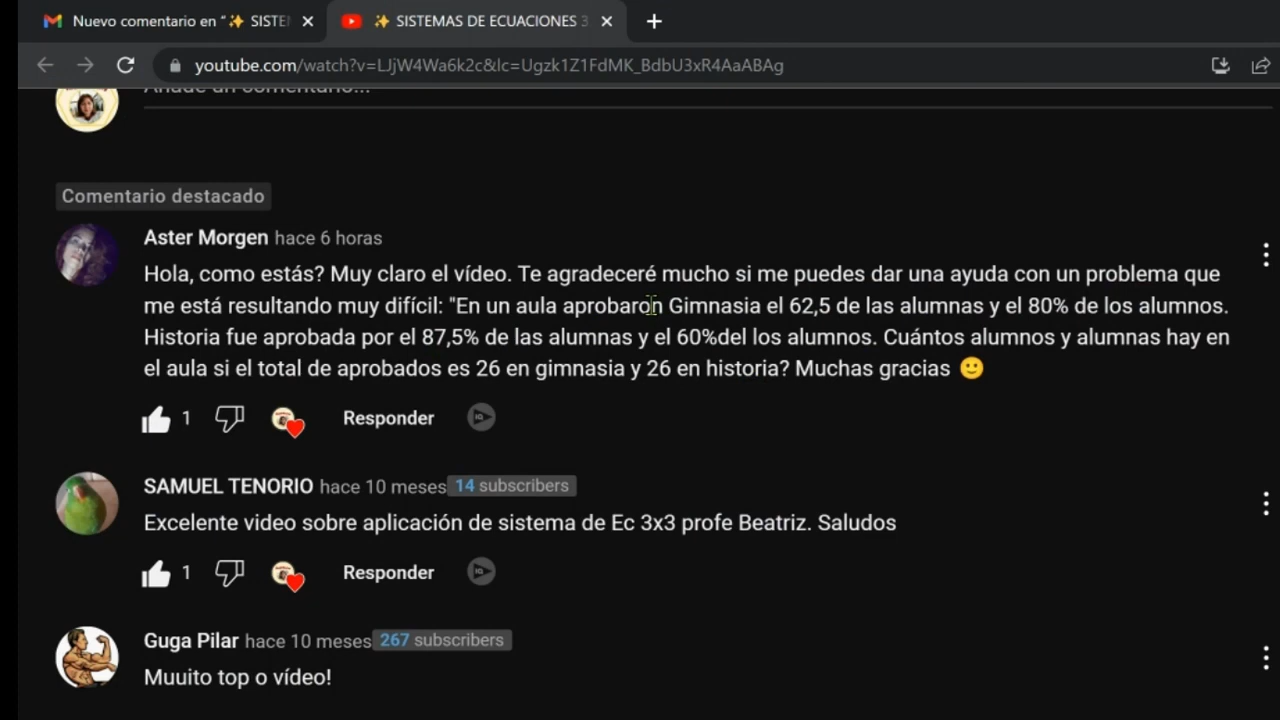 Nuevo comentario en "✨ SISTE
✨ SISTEMAS DE ECUACIONES 3
youtube.com/watch?v=LJjW4Wa6k2c&lc=Ugzk1Z1FdMK_BdbU3xR4AaABAg
Añade un comentario...
Comentario destacado
Aster Morgen hace 6 horas
Hola, como estás? Muy claro el vídeo. Te agradeceré mucho si me puedes dar una ayuda con un problema que
me está resultando muy difícil: "En un aula aprobaron Gimnasia el 62,5 de las alumnas y el 80% de los alumnos.
Historia fue aprobada por el 87,5% de las alumnas y el 60%del los alumnos. Cuántos alumnos y alumnas hay en
el aula si el total de aprobados es 26 en gimnasia y 26 en historia? Muchas gracias 🙂
1 Responder
SAMUEL TENORIO hace 10 meses 14 subscribers
Excelente video sobre aplicación de sistema de Ec 3x3 profe Beatriz. Saludos
1 Responder
Guga Pilar hace 10 meses 267 subscribers
Muuito top o vídeo!